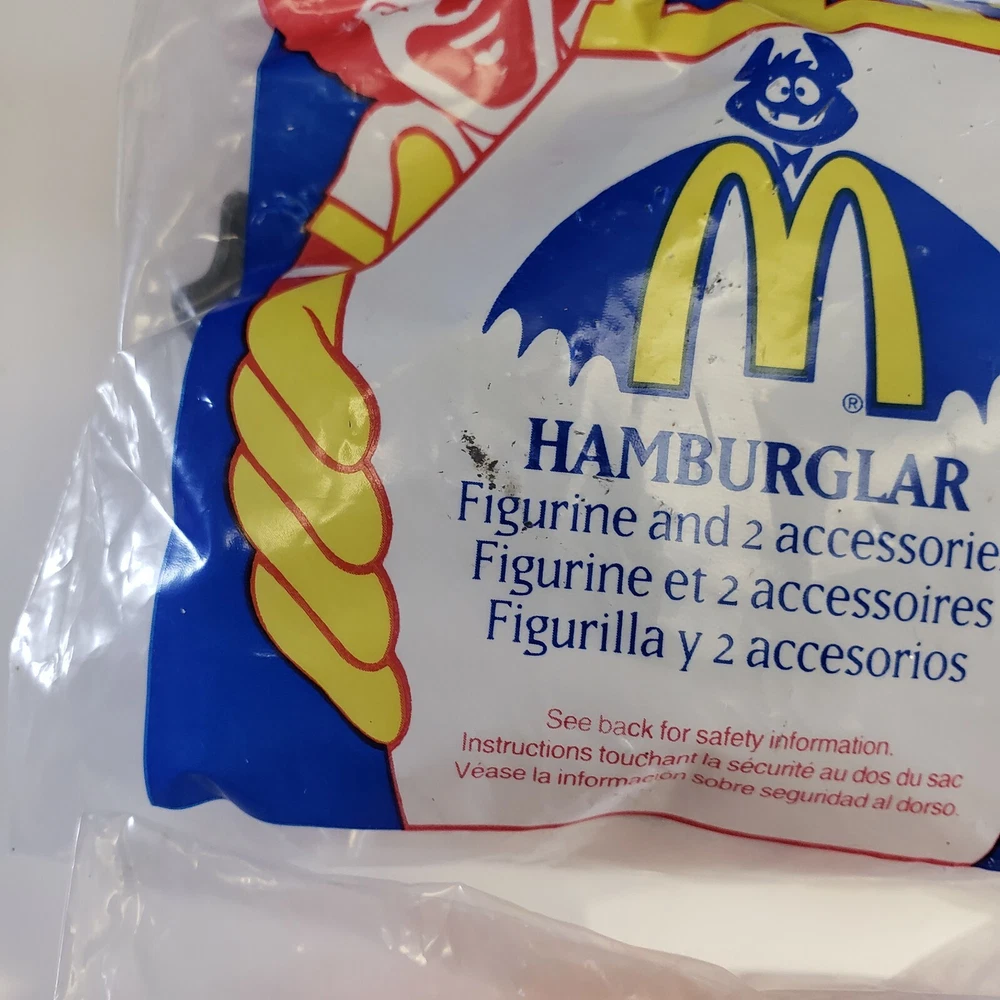 M
®
HAMBURGLAR
Figurine and 2 accessorie
Figurine et 2 accessoires
Figurilla y 2 accesorios
See back for safety information.
Instructions touchant la sécurité au dos du sac
Véase la información sobre seguridad al dorso.